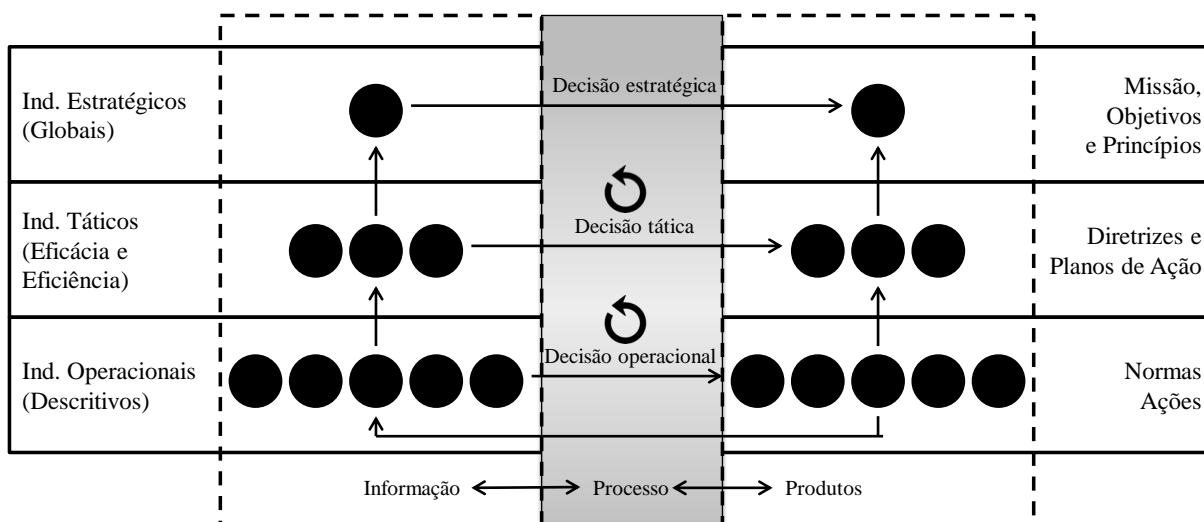 Ind. Estratégicos
(Globais)
Decisão estratégica
Missão,
Objetivos
e Princípios
Ind. Táticos
(Eficácia e
Eficiência)
Decisão tática
Diretrizes e
Planos de Ação
Ind. Operacionais
(Descritivos)
Decisão operacional
Normas
Ações
Informação
Processo
Produtos